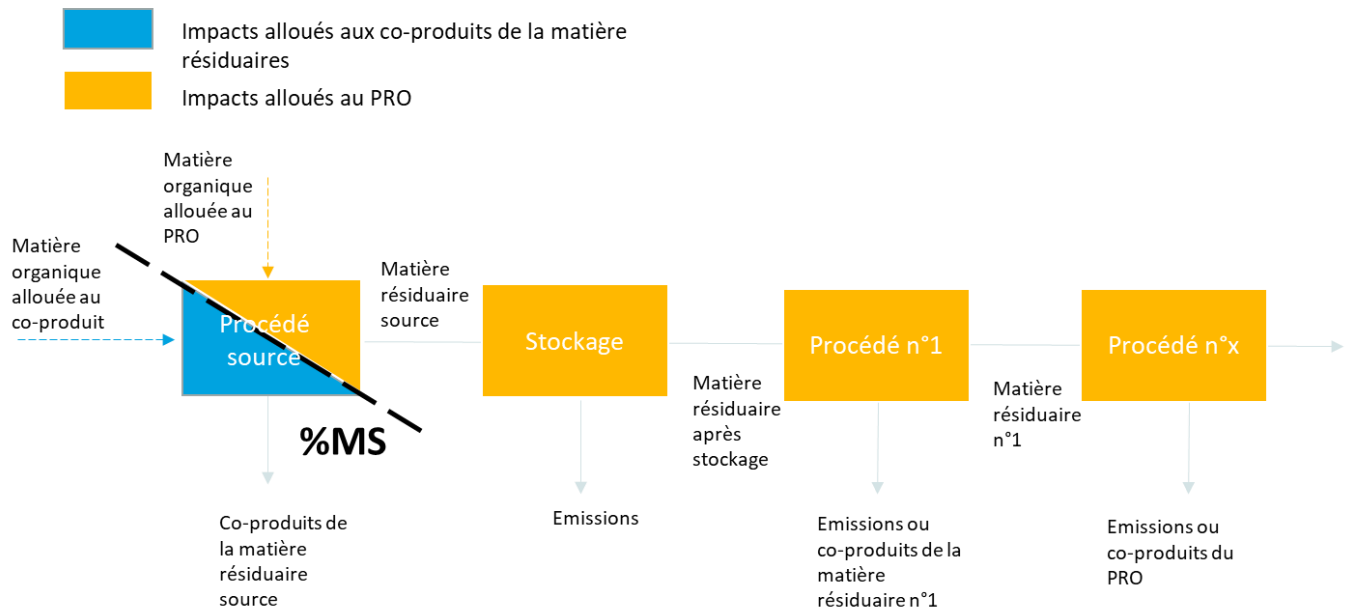 Impacts alloués aux co-produits de la matière
résiduaires
Impacts alloués au PRO
Matière
organique
allouée au
PRO
Matière
organique
allouée au
co-produit
Procédé
source
%MS
Matière
résiduaire
source
Stockage
Matière
résiduaire
après
stockage
Procédé n°1
Matière
résiduaire
n°1
Procédé n°x
Co-produits de
la matière
résiduaire
source
Emissions
Emissions ou
co-produits de la
matière
résiduaire n°1
Emissions ou
co-produits du
PRO